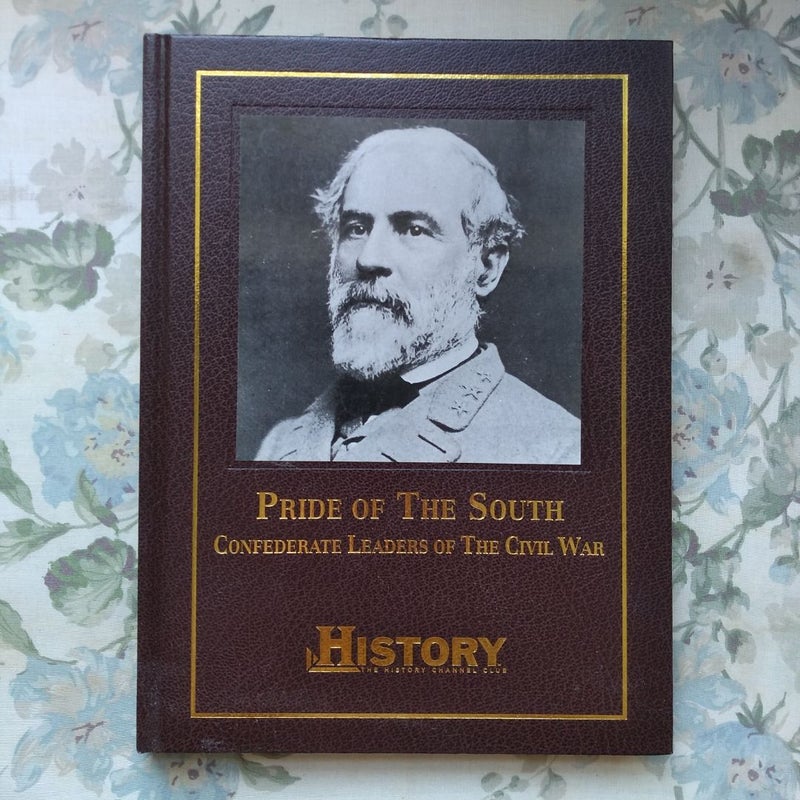 PRIDE OF THE SOUTH
CONFEDERATE LEADERS OF THE CIVIL WAR
HISTORY
THE HISTORY CHANNEL CLUB